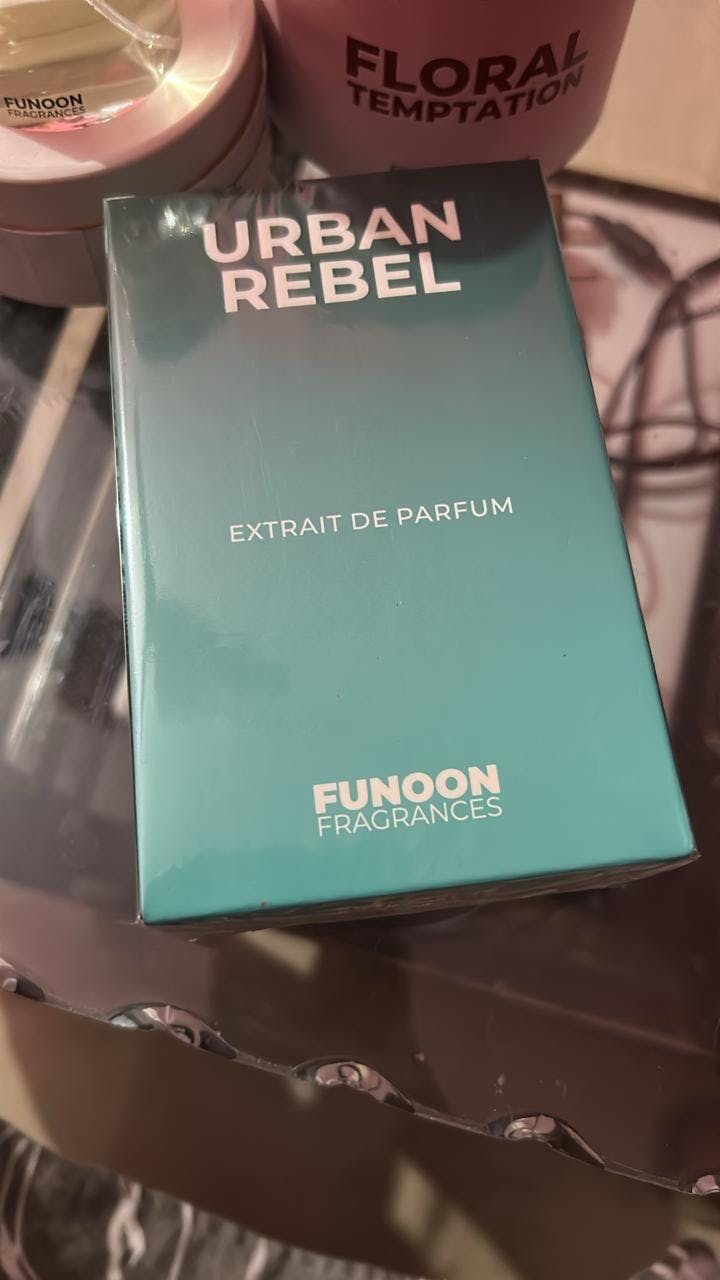 FUNOON
FRAGRANCES
FLORAL
TEMPTATION
URBAN
REBEL
EXTRAIT DE PARFUM
FUNOON
FRAGRANCES